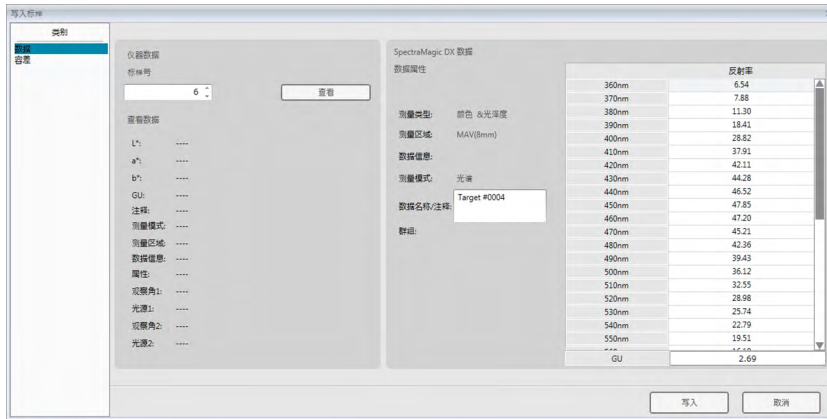 写入标样
类别
数据
容差
仪器数据
标样号
6
查看
查看数据
L*: ----
a*: ----
b*: ----
GU: ----
注释: ----
测量模式: ----
测量区域: ----
数据信息: ----
属性: ----
观察角1: ----
光源1: ----
观察角2: ----
光源2: ----
SpectraMagic DX 数据
数据属性
测量类型: 颜色 &光泽度
测量区域: MAV(8mm)
数据信息:
测量模式: 光谱
数据名称/注释: Target #0004
群组:
反射率
360nm 6.54
370nm 7.88
380nm 11.30
390nm 18.41
400nm 28.82
410nm 37.91
420nm 42.11
430nm 44.28
440nm 46.52
450nm 47.85
460nm 47.20
470nm 45.21
480nm 42.36
490nm 39.43
500nm 36.12
510nm 32.55
520nm 28.98
530nm 25.74
540nm 22.79
550nm 19.51
GU 2.69
写入
取消